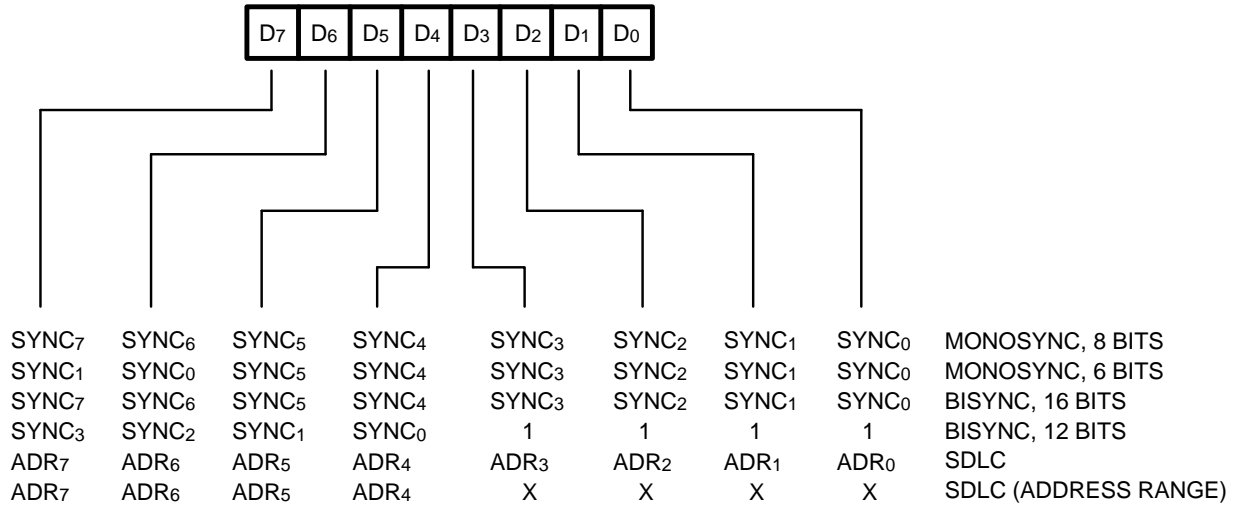 D7 D6 D5 D4 D3 D2 D1 D0
SYNC7 SYNC6 SYNC5 SYNC4 SYNC3 SYNC2 SYNC1 SYNC0 MONOSYNC, 8 BITS
SYNC1 SYNC0 SYNC5 SYNC4 SYNC3 SYNC2 SYNC1 SYNC0 MONOSYNC, 6 BITS
SYNC7 SYNC6 SYNC5 SYNC4 SYNC3 SYNC2 SYNC1 SYNC0 BISYNC, 16 BITS
SYNC3 SYNC2 SYNC1 SYNC0 1 1 1 1 BISYNC, 12 BITS
ADR7 ADR6 ADR5 ADR4 ADR3 ADR2 ADR1 ADR0 SDLC
ADR7 ADR6 ADR5 ADR4 X X X X SDLC (ADDRESS RANGE)